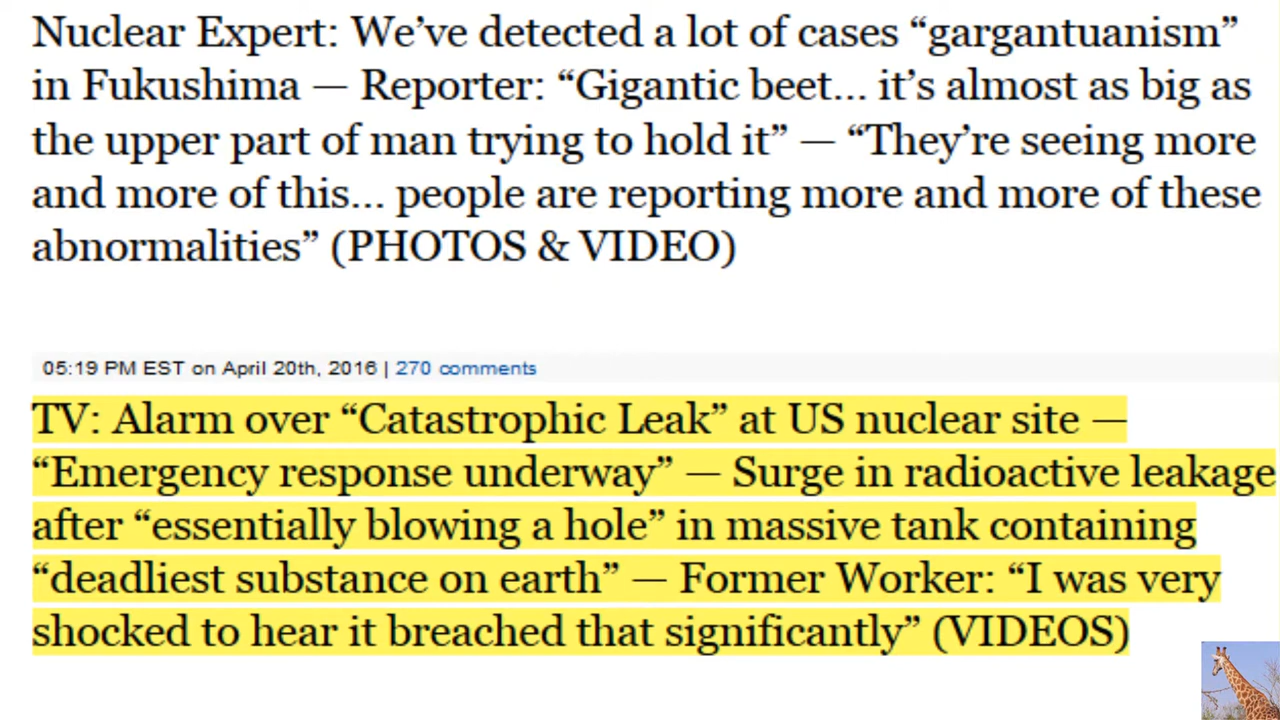 Nuclear Expert: We’ve detected a lot of cases “gargantuanism”
in Fukushima — Reporter: “Gigantic beet… it’s almost as big as
the upper part of man trying to hold it” — “They’re seeing more
and more of this… people are reporting more and more of these
abnormalities” (PHOTOS & VIDEO)
05:19 PM EST on April 20th, 2016 | 270 comments
TV: Alarm over “Catastrophic Leak” at US nuclear site —
“Emergency response underway” — Surge in radioactive leakage
after “essentially blowing a hole” in massive tank containing
“deadliest substance on earth” — Former Worker: “I was very
shocked to hear it breached that significantly” (VIDEOS)